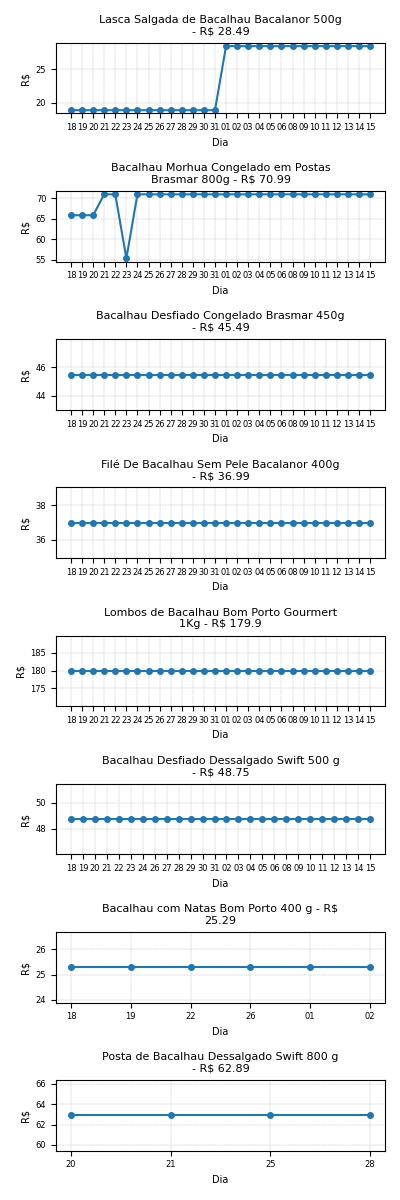 Lasca Salgada de Bacalhau Bacalanor 500g
- R$ 28.49
25
20
R$
18 19 20 21 22 23 24 25 26 27 28 29 30 31 01 02 03 04 05 06 08 09 10 11 12 13 14 15
Dia
Bacalhau Morhua Congelado em Postas
Brasmar 800g - R$ 70.99
70
65
60
55
R$
18 19 20 21 22 23 24 25 26 27 28 29 30 31 01 02 03 04 05 06 08 09 10 11 12 13 14 15
Dia
Bacalhau Desfiado Congelado Brasmar 450g
- R$ 45.49
46
44
R$
18 19 20 21 22 23 24 25 26 27 28 29 30 31 01 02 03 04 05 06 08 09 10 11 12 13 14 15
Dia
Filé De Bacalhau Sem Pele Bacalanor 400g
- R$ 36.99
38
36
R$
18 19 20 21 22 23 24 25 26 27 28 29 30 31 01 02 03 04 05 06 08 09 10 11 12 13 14 15
Dia
Lombos de Bacalhau Bom Porto Gourmert
1Kg - R$ 179.9
185
180
175
R$
18 19 20 21 22 23 24 25 26 27 28 29 30 31 01 02 03 04 05 06 08 09 10 11 12 13 14 15
Dia
Bacalhau Desfiado Dessalgado Swift 500 g
- R$ 48.75
50
48
R$
18 19 20 21 22 23 24 26 27 28 29 30 31 02 03 04 05 06 08 09 10 11 12 13 14 15
Dia
Bacalhau com Natas Bom Porto 400 g - R$
25.29
26
25
24
R$
18 19 22 26 01 02
Dia
Posta de Bacalhau Dessalgado Swift 800 g
- R$ 62.89
66
64
62
60
R$
20 21 25 28
Dia